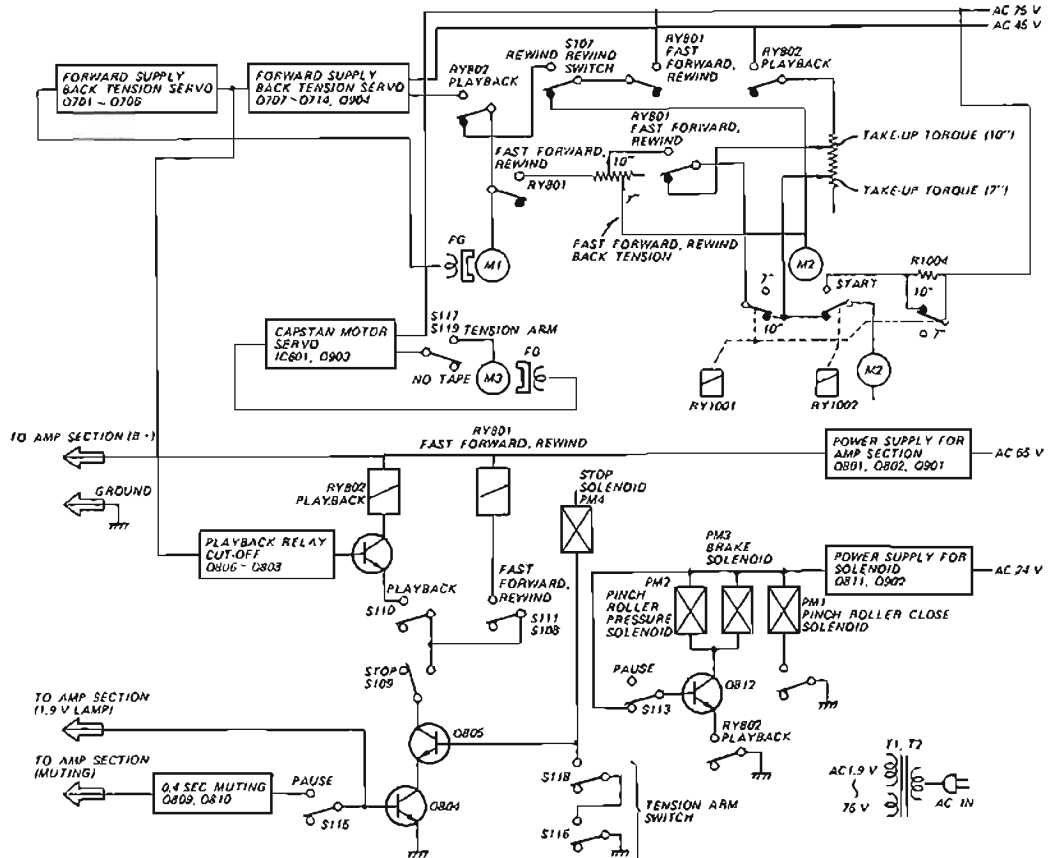 AC 75 V
AC 45 V
FORWARD SUPPLY
BACK TENSION SERVO
Q701 ~ Q706
FORWARD SUPPLY
BACK TENSION SERVO
Q707 ~ Q714, Q904
RY802
PLAYBACK
REWIND
S107
REWIND
SWITCH
RY801
FAST
FORWARD,
REWIND
RY802
PLAYBACK
RY801
FAST FORWARD,
REWIND
TAKE-UP TORQUE (10")
TAKE-UP TORQUE (7")
FAST FORWARD,
REWIND
RY801
10"
7"
FAST FORWARD, REWIND
BACK TENSION
FG
M1
M2
START
R1004
10"
7"
7"
10"
M2
RY1001
RY1002
CAPSTAN MOTOR
SERVO
IC601, Q903
S117
S119
TENSION ARM
NO TAPE
M3
FG
TO AMP SECTION (B+)
RY801
FAST FORWARD, REWIND
POWER SUPPLY FOR
AMP SECTION
Q801, Q802, Q901
AC 65 V
GROUND
RY802
PLAYBACK
STOP
SOLENOID
PM4
PLAYBACK RELAY
CUT-OFF
Q806 ~ Q803
PLAYBACK
S110
FAST
FORWARD,
REWIND
S111
S108
PM3
BRAKE
SOLENOID
PM2
PINCH
ROLLER
PRESSURE
SOLENOID
PM1
PINCH ROLLER CLOSE
SOLENOID
POWER SUPPLY FOR
SOLENOID
Q811, Q902
AC 24 V
STOP
S109
PAUSE
S113
Q812
RY802
PLAYBACK
TO AMP SECTION
(1.9 V LAMP)
Q805
TO AMP SECTION
(MUTING)
0.4 SEC MUTING
Q809, Q810
PAUSE
S115
Q804
S118
S116
TENSION ARM
SWITCH
T1, T2
AC 1.9 V
~
75 V
AC IN